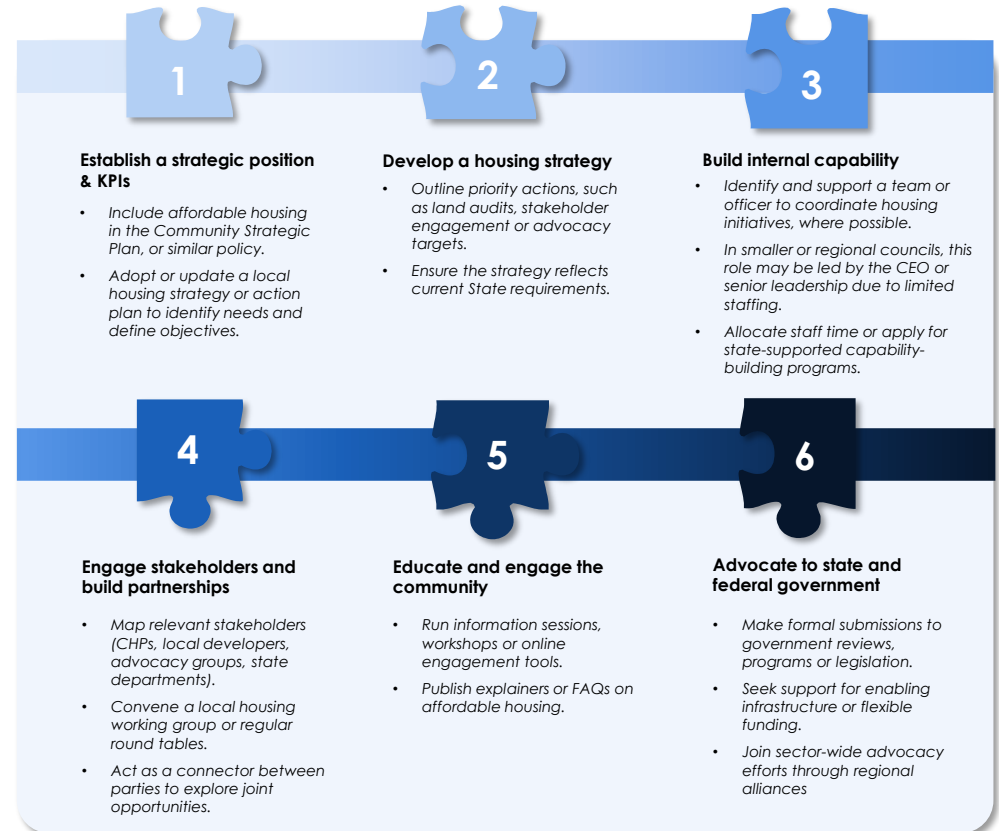 1
2
3
Establish a strategic position
& KPIs
• Include affordable housing
in the Community Strategic
Plan, or similar policy.
• Adopt or update a local
housing strategy or action
plan to identify needs and
define objectives.
Develop a housing strategy
• Outline priority actions, such
as land audits, stakeholder
engagement or advocacy
targets.
• Ensure the strategy reflects
current State requirements.
Build internal capability
• Identify and support a team or
officer to coordinate housing
initiatives, where possible.
• In smaller or regional councils, this
role may be led by the CEO or
senior leadership due to limited
staffing.
• Allocate staff time or apply for
state-supported capability-
building programs.
4
5
6
Engage stakeholders and
build partnerships
• Map relevant stakeholders
(CHPs, local developers,
advocacy groups, state
departments).
• Convene a local housing
working group or regular
round tables.
• Act as a connector between
parties to explore joint
opportunities.
Educate and engage the
community
• Run information sessions,
workshops or online
engagement tools.
• Publish explainers or FAQs on
affordable housing.
Advocate to state and
federal government
• Make formal submissions to
government reviews,
programs or legislation.
• Seek support for enabling
infrastructure or flexible
funding.
• Join sector-wide advocacy
efforts through regional
alliances